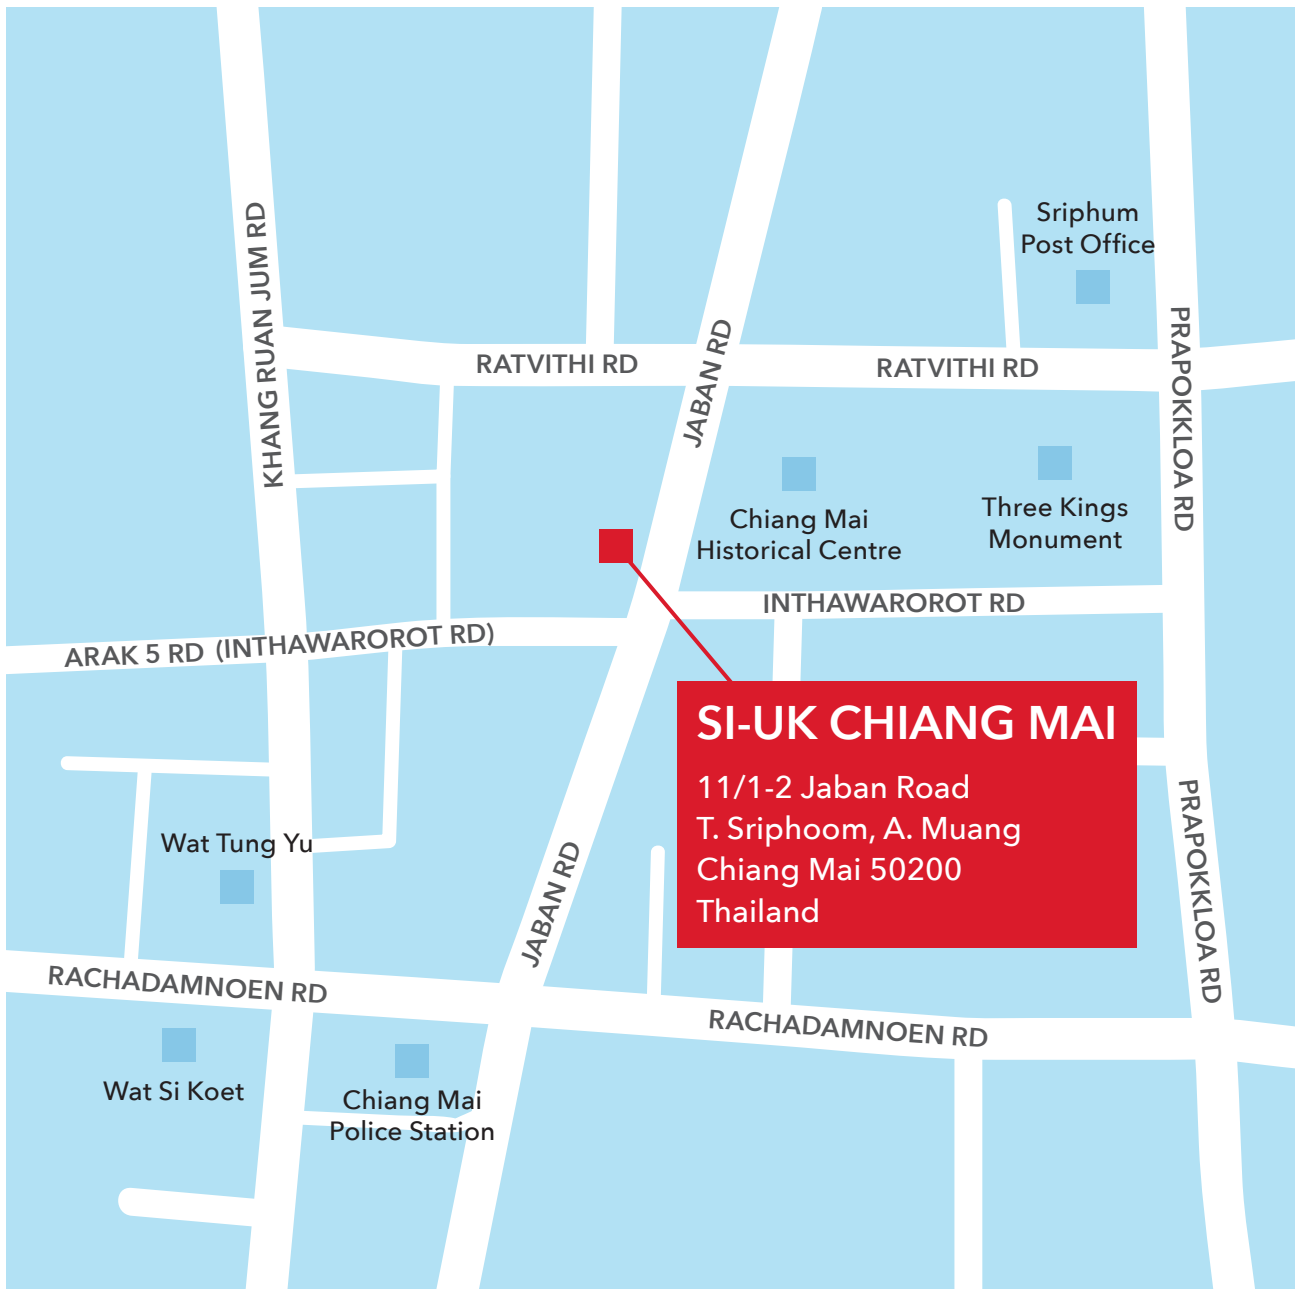 Sriphum
Post Office
KHANG RUAN JUM RD
RATVITHI RD
JABAN RD
RATVITHI RD
PRAPOKKLOA RD
Chiang Mai
Historical Centre
Three Kings
Monument
INTHAWAROROT RD
ARAK 5 RD (INTHAWAROROT RD)
SI-UK CHIANG MAI
11/1-2 Jaban Road
T. Sriphoom, A. Muang
Chiang Mai 50200
Thailand
Wat Tung Yu
JABAN RD
PRAPOKKLOA RD
RACHADAMNOEN RD
RACHADAMNOEN RD
Wat Si Koet
Chiang Mai
Police Station